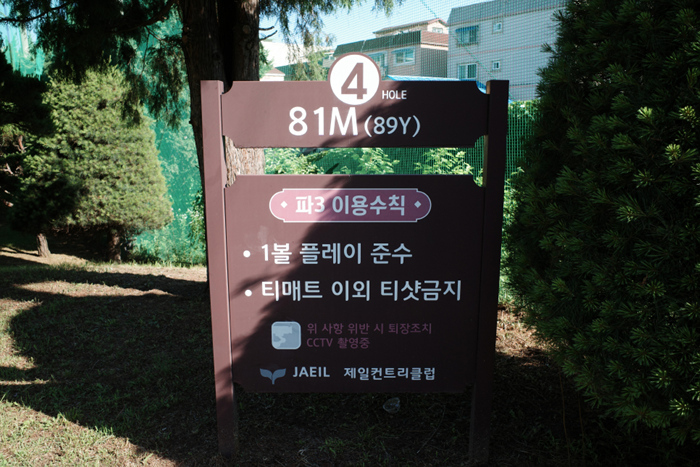 4 HOLE
81M (89Y)
파3 이용수칙
• 1볼 플레이 준수
• 티매트 이외 티샷금지
위 사항 위반 시 퇴장조치
CCTV 촬영중
JAEIL 제일컨트리클럽